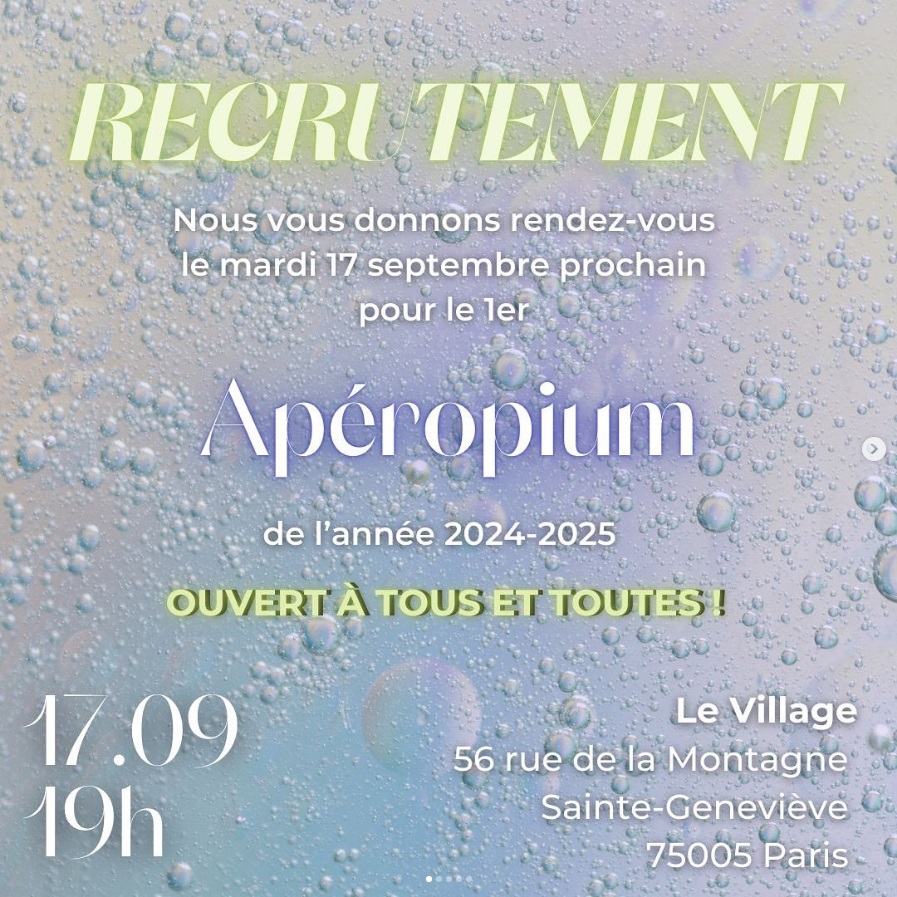 RECRUTEMENT
Nous vous donnons rendez-vous
le mardi 17 septembre prochain
pour le 1er
Apéropium
de l'année 2024-2025
OUVERT À TOUS ET TOUTES !
17.09
19h
Le Village
56 rue de la Montagne
Sainte-Geneviève
75005 Paris